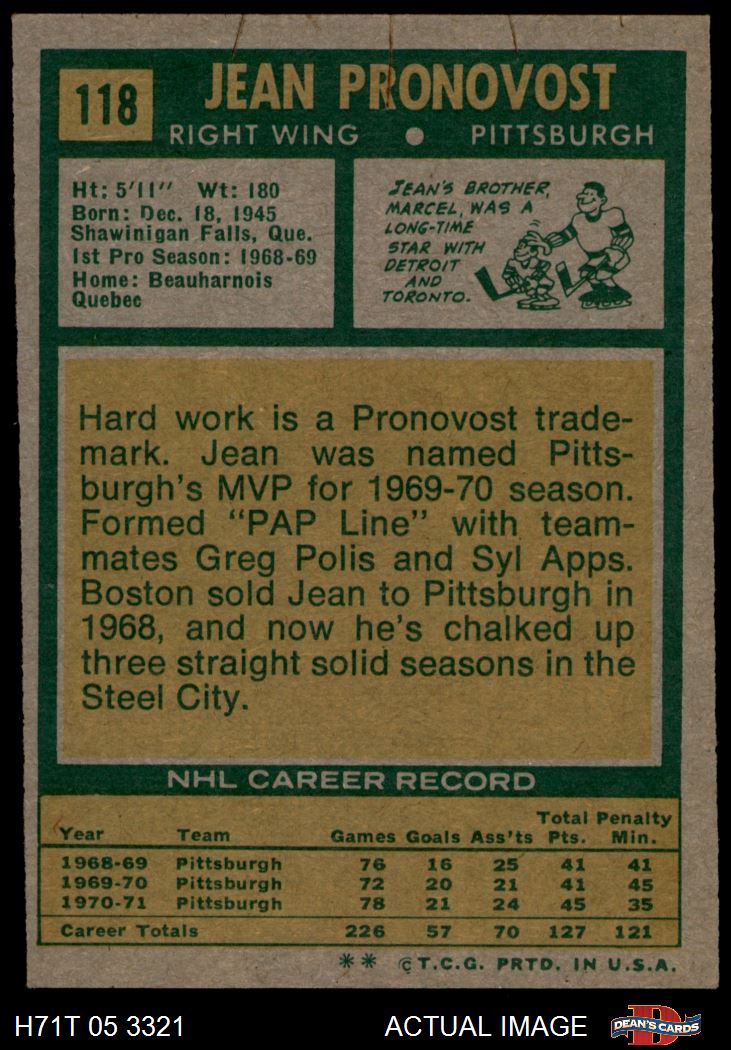 118
JEAN PRONOVOST
RIGHT WING ● PITTSBURGH
Ht: 5'11" Wt: 180
Born: Dec. 18, 1945
Shawinigan Falls, Que.
1st Pro Season: 1968-69
Home: Beauharnois
Quebec
JEAN'S BROTHER,
MARCEL, WAS A
LONG-TIME
STAR WITH
DETROIT
AND
TORONTO.
Hard work is a Pronovost trade-
mark. Jean was named Pitts-
burgh's MVP for 1969-70 season.
Formed "PAP Line" with team-
mates Greg Polis and Syl Apps.
Boston sold Jean to Pittsburgh in
1968, and now he's chalked up
three straight solid seasons in the
Steel City.
NHL CAREER RECORD
Total Penalty
Year Team Games Goals Ass'ts Pts. Min.
1968-69 Pittsburgh 76 16 25 41 41
1969-70 Pittsburgh 72 20 21 41 45
1970-71 Pittsburgh 78 21 24 45 35
Career Totals 226 57 70 127 121
** ©T.C.G. PRTD. IN U.S.A.
H71T 05 3321 ACTUAL IMAGE DEAN'S CARDS